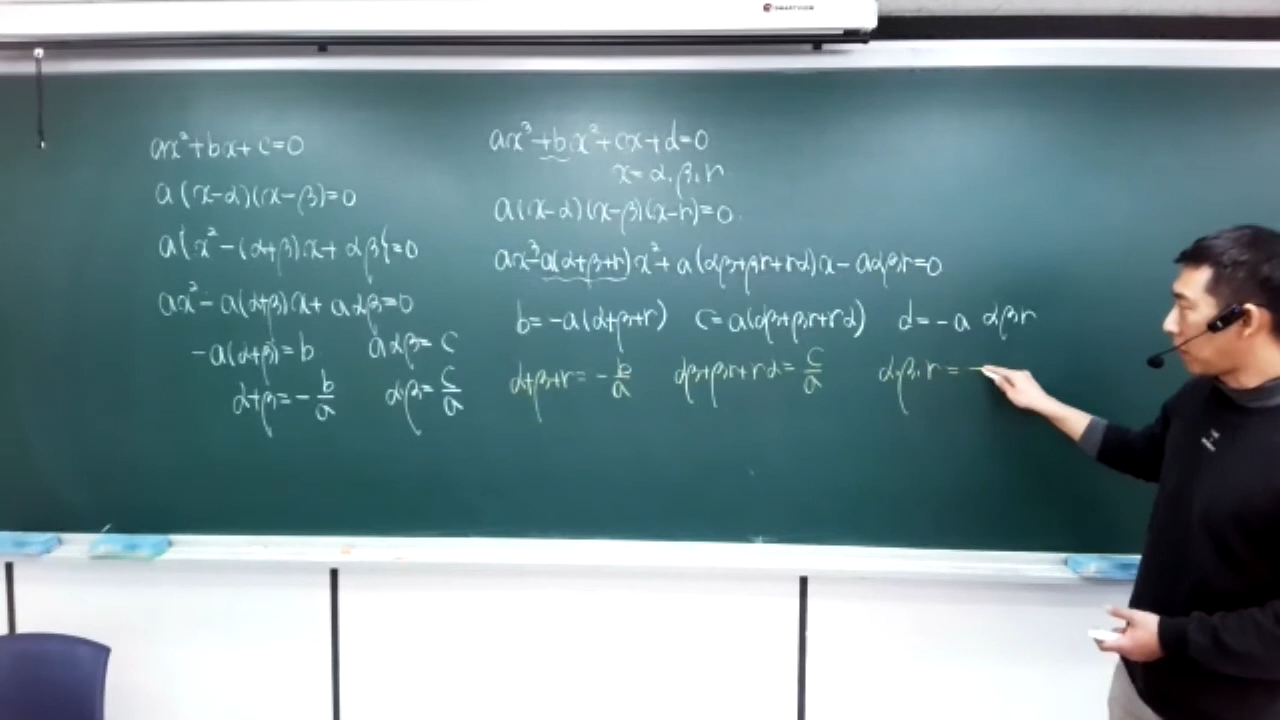 SMARTVIEW
ax²+bx+c=0
a(x-α)(x-β)=0
a{x²-(α+β)x+αβ}=0
ax²-a(α+β)x+aαβ=0
-a(α+β)=b aαβ=c
α+β=-b/a αβ=c/a
ax³+bx²+cx+d=0
x=α,β,r
a(x-α)(x-β)(x-r)=0
ax³-a(α+β+r)x²+a(αβ+βr+rα)x-aαβr=0
b=-a(α+β+r) c=a(αβ+βr+rα) d=-a αβr
α+β+r=-b/a αβ+βr+rα=c/a αβr=-